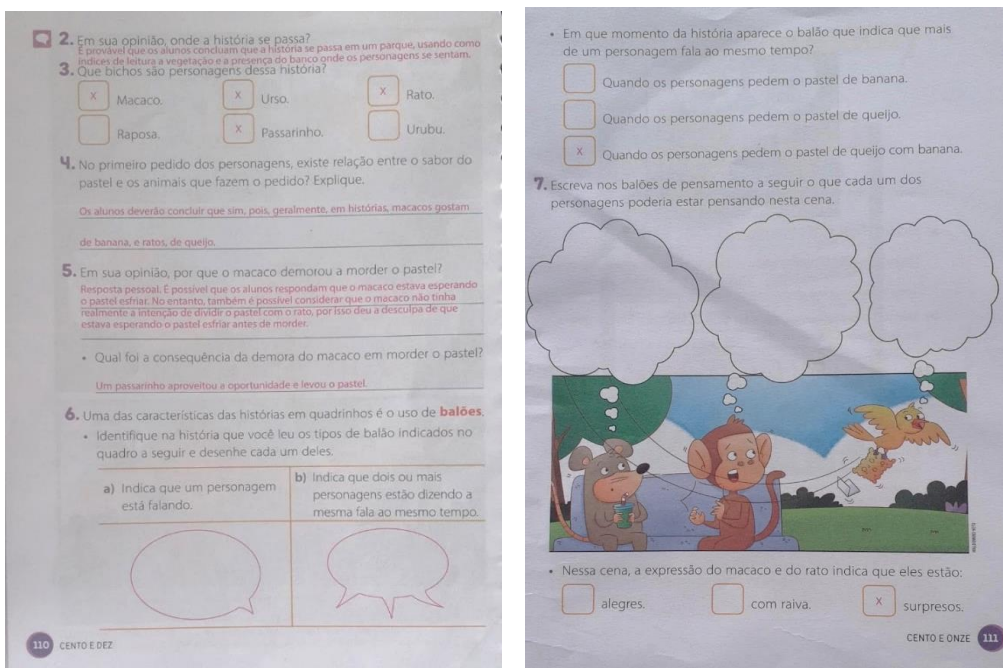 2. Em sua opinião, onde a história se passa?
É provável que os alunos concluam que a história se passa em um parque, usando como
índices de leitura a vegetação e a presença do banco onde os personagens se sentam.
3. Que bichos são personagens dessa história?
X Macaco. X Urso. X Rato.
Raposa. X Passarinho. Urubu.
4. No primeiro pedido dos personagens, existe relação entre o sabor do
pastel e os animais que fazem o pedido? Explique.
Os alunos deverão concluir que sim, pois, geralmente, em histórias, macacos gostam
de banana, e ratos, de queijo.
5. Em sua opinião, por que o macaco demorou a morder o pastel?
Resposta pessoal. É possível que os alunos respondam que o macaco estava esperando
o pastel esfriar. No entanto, também é possível considerar que o macaco não tinha
realmente a intenção de dividir o pastel com o rato, por isso deu a desculpa de que
estava esperando o pastel esfriar antes de morder.
• Qual foi a consequência da demora do macaco em morder o pastel?
Um passarinho aproveitou a oportunidade e levou o pastel.
6. Uma das características das histórias em quadrinhos é o uso de balões.
• Identifique na história que você leu os tipos de balão indicados no
quadro a seguir e desenhe cada um deles.
a) Indica que um personagem
está falando.
b) Indica que dois ou mais
personagens estão dizendo a
mesma fala ao mesmo tempo.
110 CENTO E DEZ
• Em que momento da história aparece o balão que indica que mais
de um personagem fala ao mesmo tempo?
Quando os personagens pedem o pastel de banana.
Quando os personagens pedem o pastel de queijo.
X Quando os personagens pedem o pastel de queijo com banana.
7. Escreva nos balões de pensamento a seguir o que cada um dos
personagens poderia estar pensando nesta cena.
• Nessa cena, a expressão do macaco e do rato indica que eles estão:
alegres. com raiva. X surpresos.
CENTO E ONZE 111